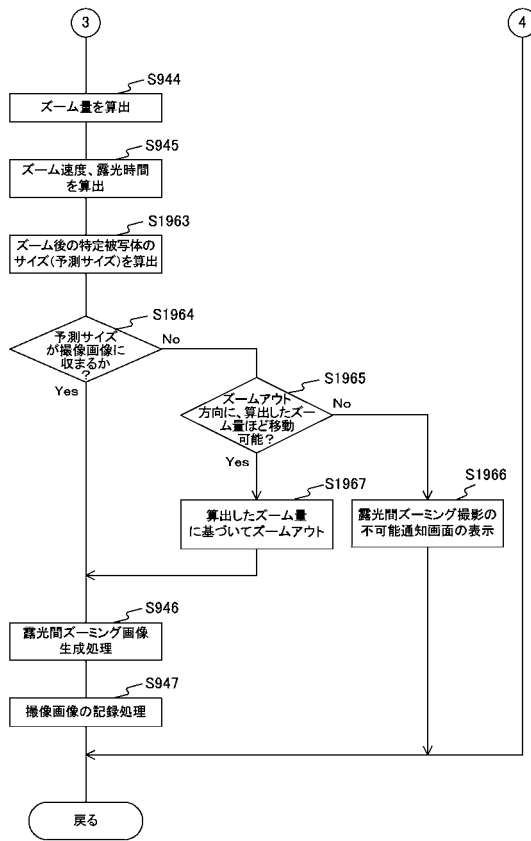 3
4
S944
ズーム量を算出
S945
ズーム速度、露光時間
を算出
S1963
ズーム後の特定被写体の
サイズ(予測サイズ)を算出
S1964
予測サイズ
が撮像画像に
収まるか
?
No
Yes
S1965
ズームアウト
方向に、算出したズー
ム量ほど移動
可能?
No
Yes
S1967
算出したズーム量
に基づいてズームアウト
S1966
露光間ズーミング撮影の
不可能通知画面の表示
S946
露光間ズーミング画像
生成処理
S947
撮像画像の記録処理
戻る